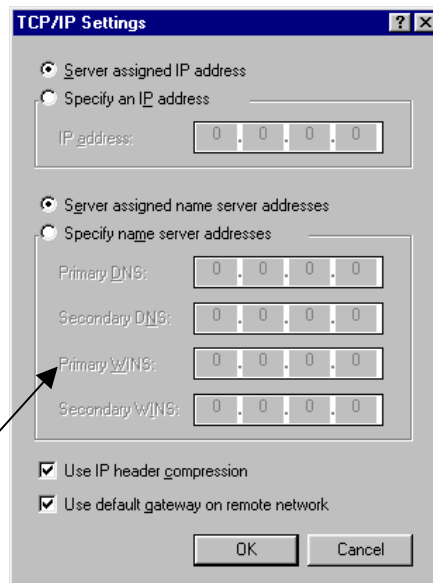 TCP/IP Settings
Server assigned IP address
Specify an IP address
IP address: 0 . 0 . 0 . 0
Server assigned name server addresses
Specify name server addresses
Primary DNS: 0 . 0 . 0 . 0
Secondary DNS: 0 . 0 . 0 . 0
Primary WINS: 0 . 0 . 0 . 0
Secondary WINS: 0 . 0 . 0 . 0
Use IP header compression
Use default gateway on remote network
OK Cancel